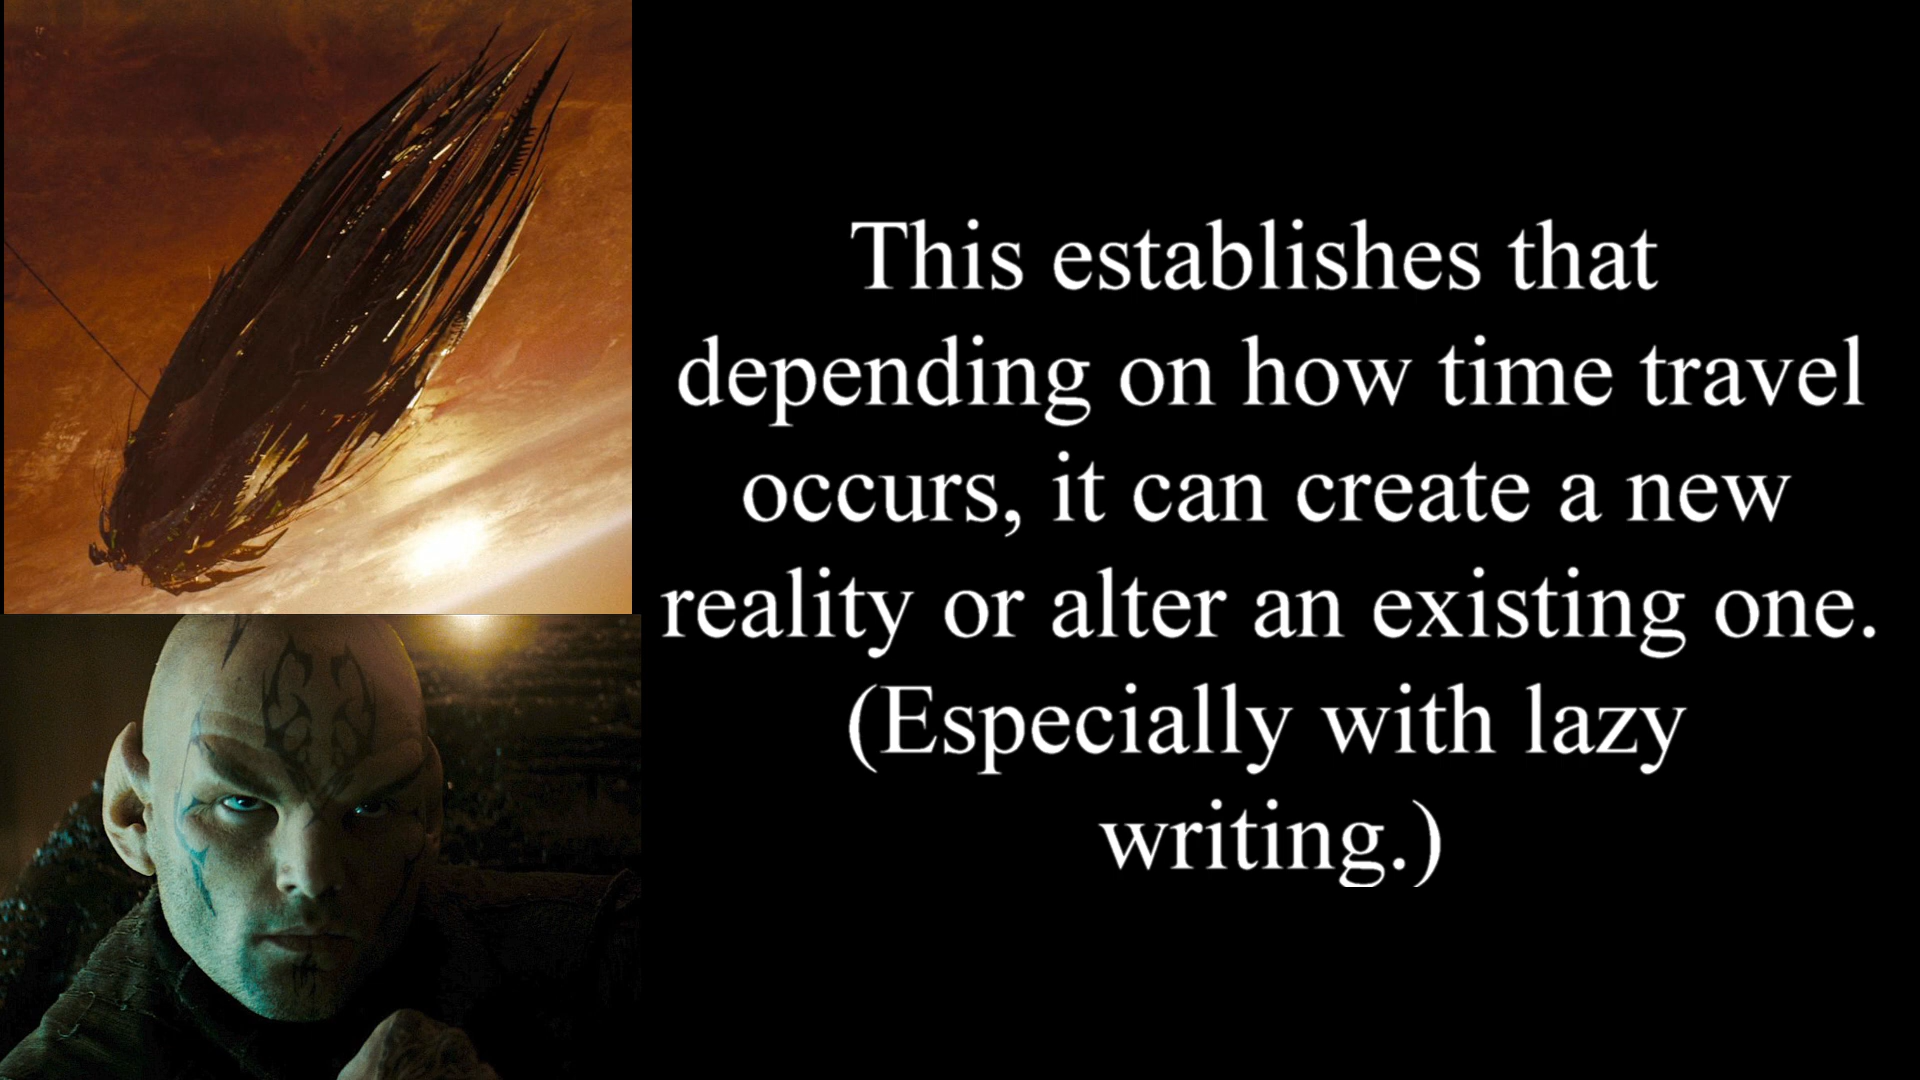 This establishes that
depending on how time travel
occurs, it can create a new
reality or alter an existing one.
(Especially with lazy
writing.)